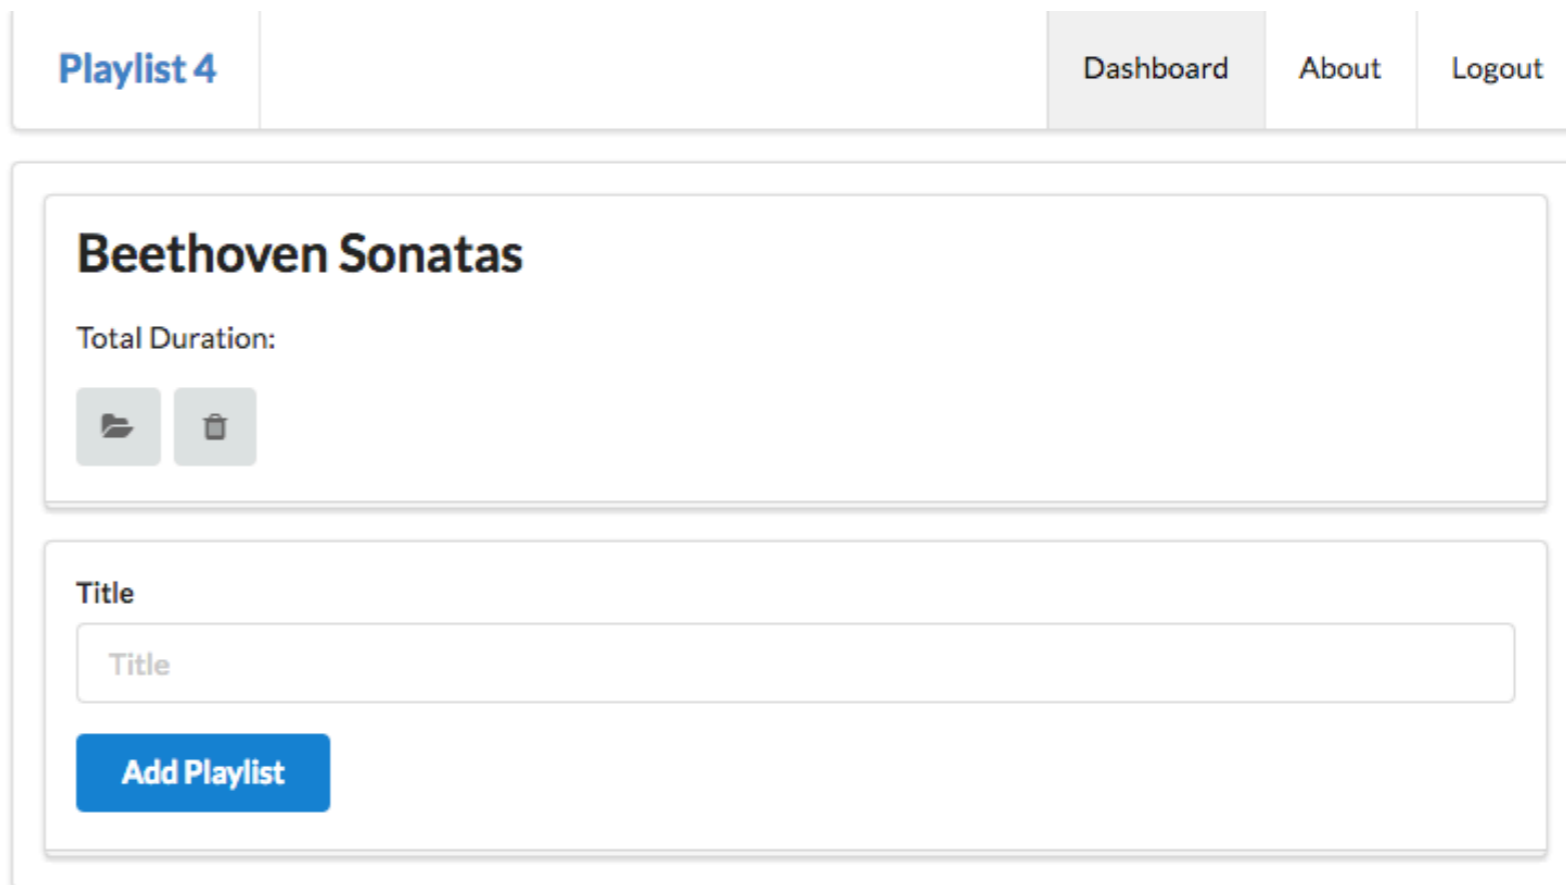 Playlist 4
Dashboard
About
Logout
Beethoven Sonatas
Total Duration:
Title
Title
Add Playlist